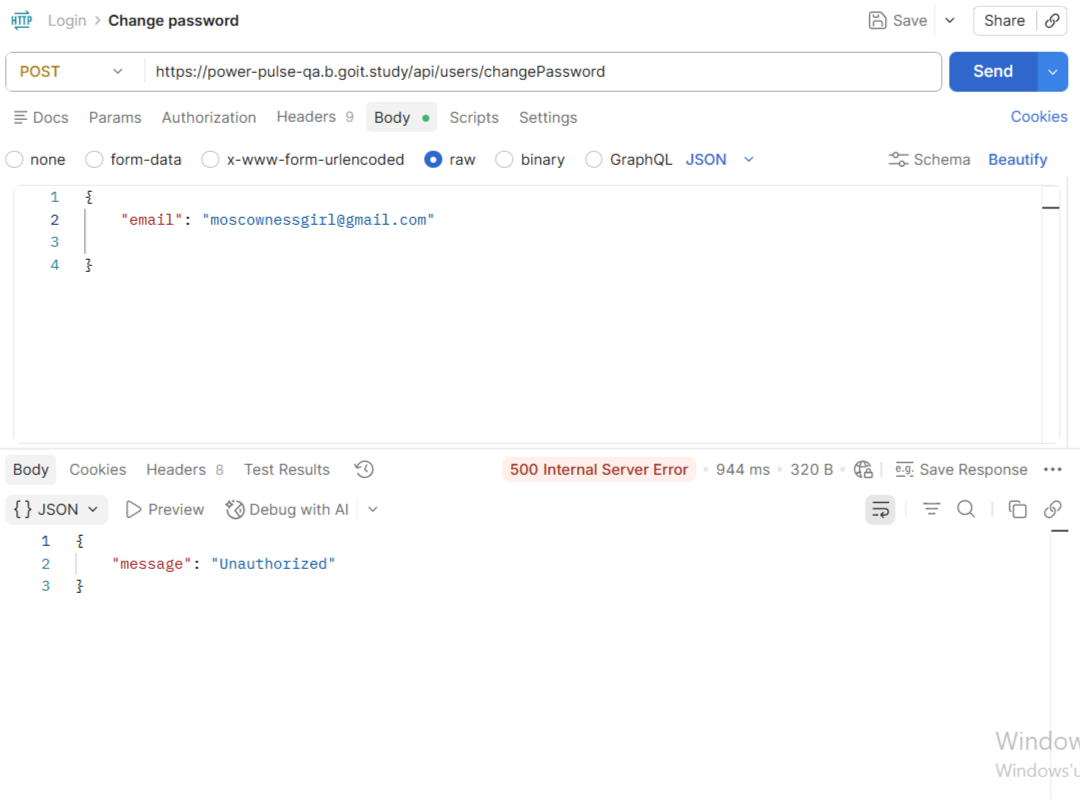 HTTP Login > Change password Save Share
POST https://power-pulse-qa.b.goit.study/api/users/changePassword Send
Docs Params Authorization Headers 9 Body Scripts Settings Cookies
none form-data x-www-form-urlencoded raw binary GraphQL JSON Schema Beautify
1 {
2 "email": "moscownessgirl@gmail.com"
3
4 }
Body Cookies Headers 8 Test Results 500 Internal Server Error • 944 ms • 320 B • e.g. Save Response
{} JSON Preview Debug with AI
1 {
2 "message": "Unauthorized"
3 }
Window
Windows'u